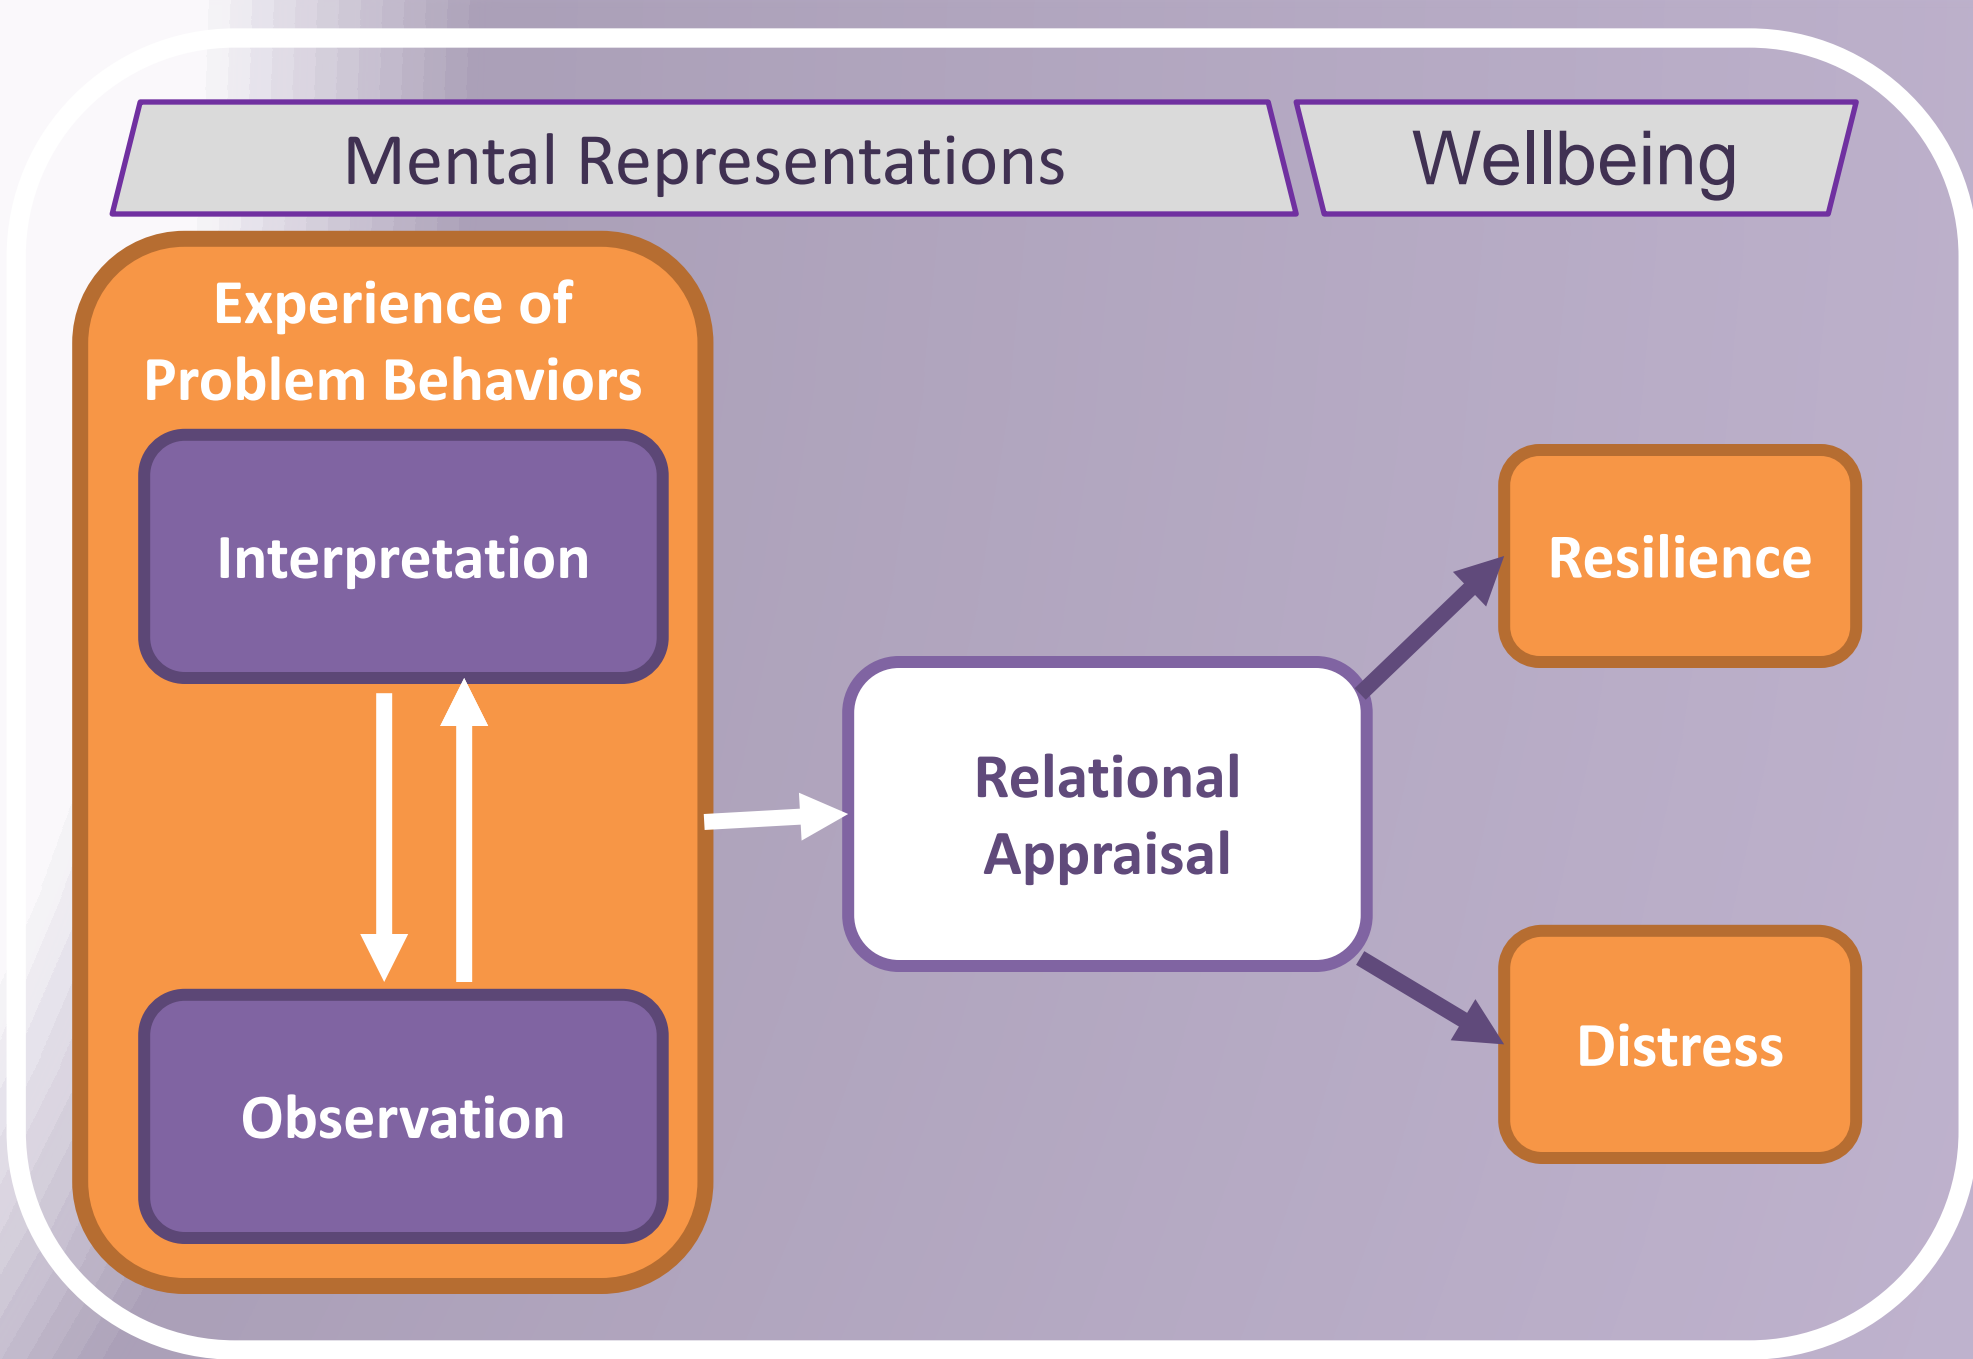 Mental Representations
Wellbeing
Experience of
Problem Behaviors
Interpretation
Observation
Relational
Appraisal
Resilience
Distress